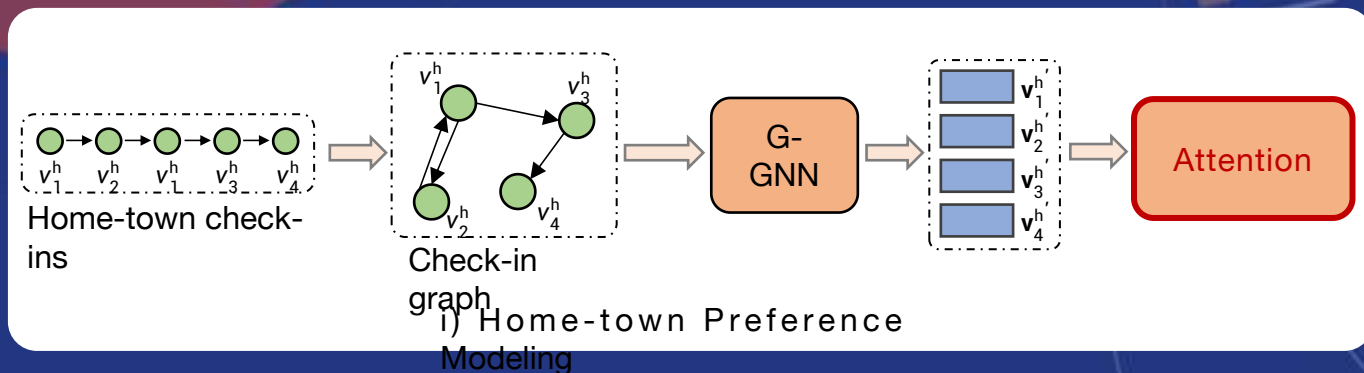 v₁ʰ v₂ʰ v₁ʰ v₃ʰ v₄ʰ
Home-town check-
ins
v₁ʰ
v₃ʰ
v₂ʰ
v₄ʰ
Check-in
graph
G-
GNN
𝐯₁ʰ′
𝐯₂ʰ′
𝐯₃ʰ′
𝐯₄ʰ′
Attention
i) Home-town Preference
Modeling